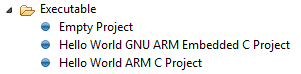 Executable
Empty Project
Hello World GNU ARM Embedded C Project
Hello World ARM C Project